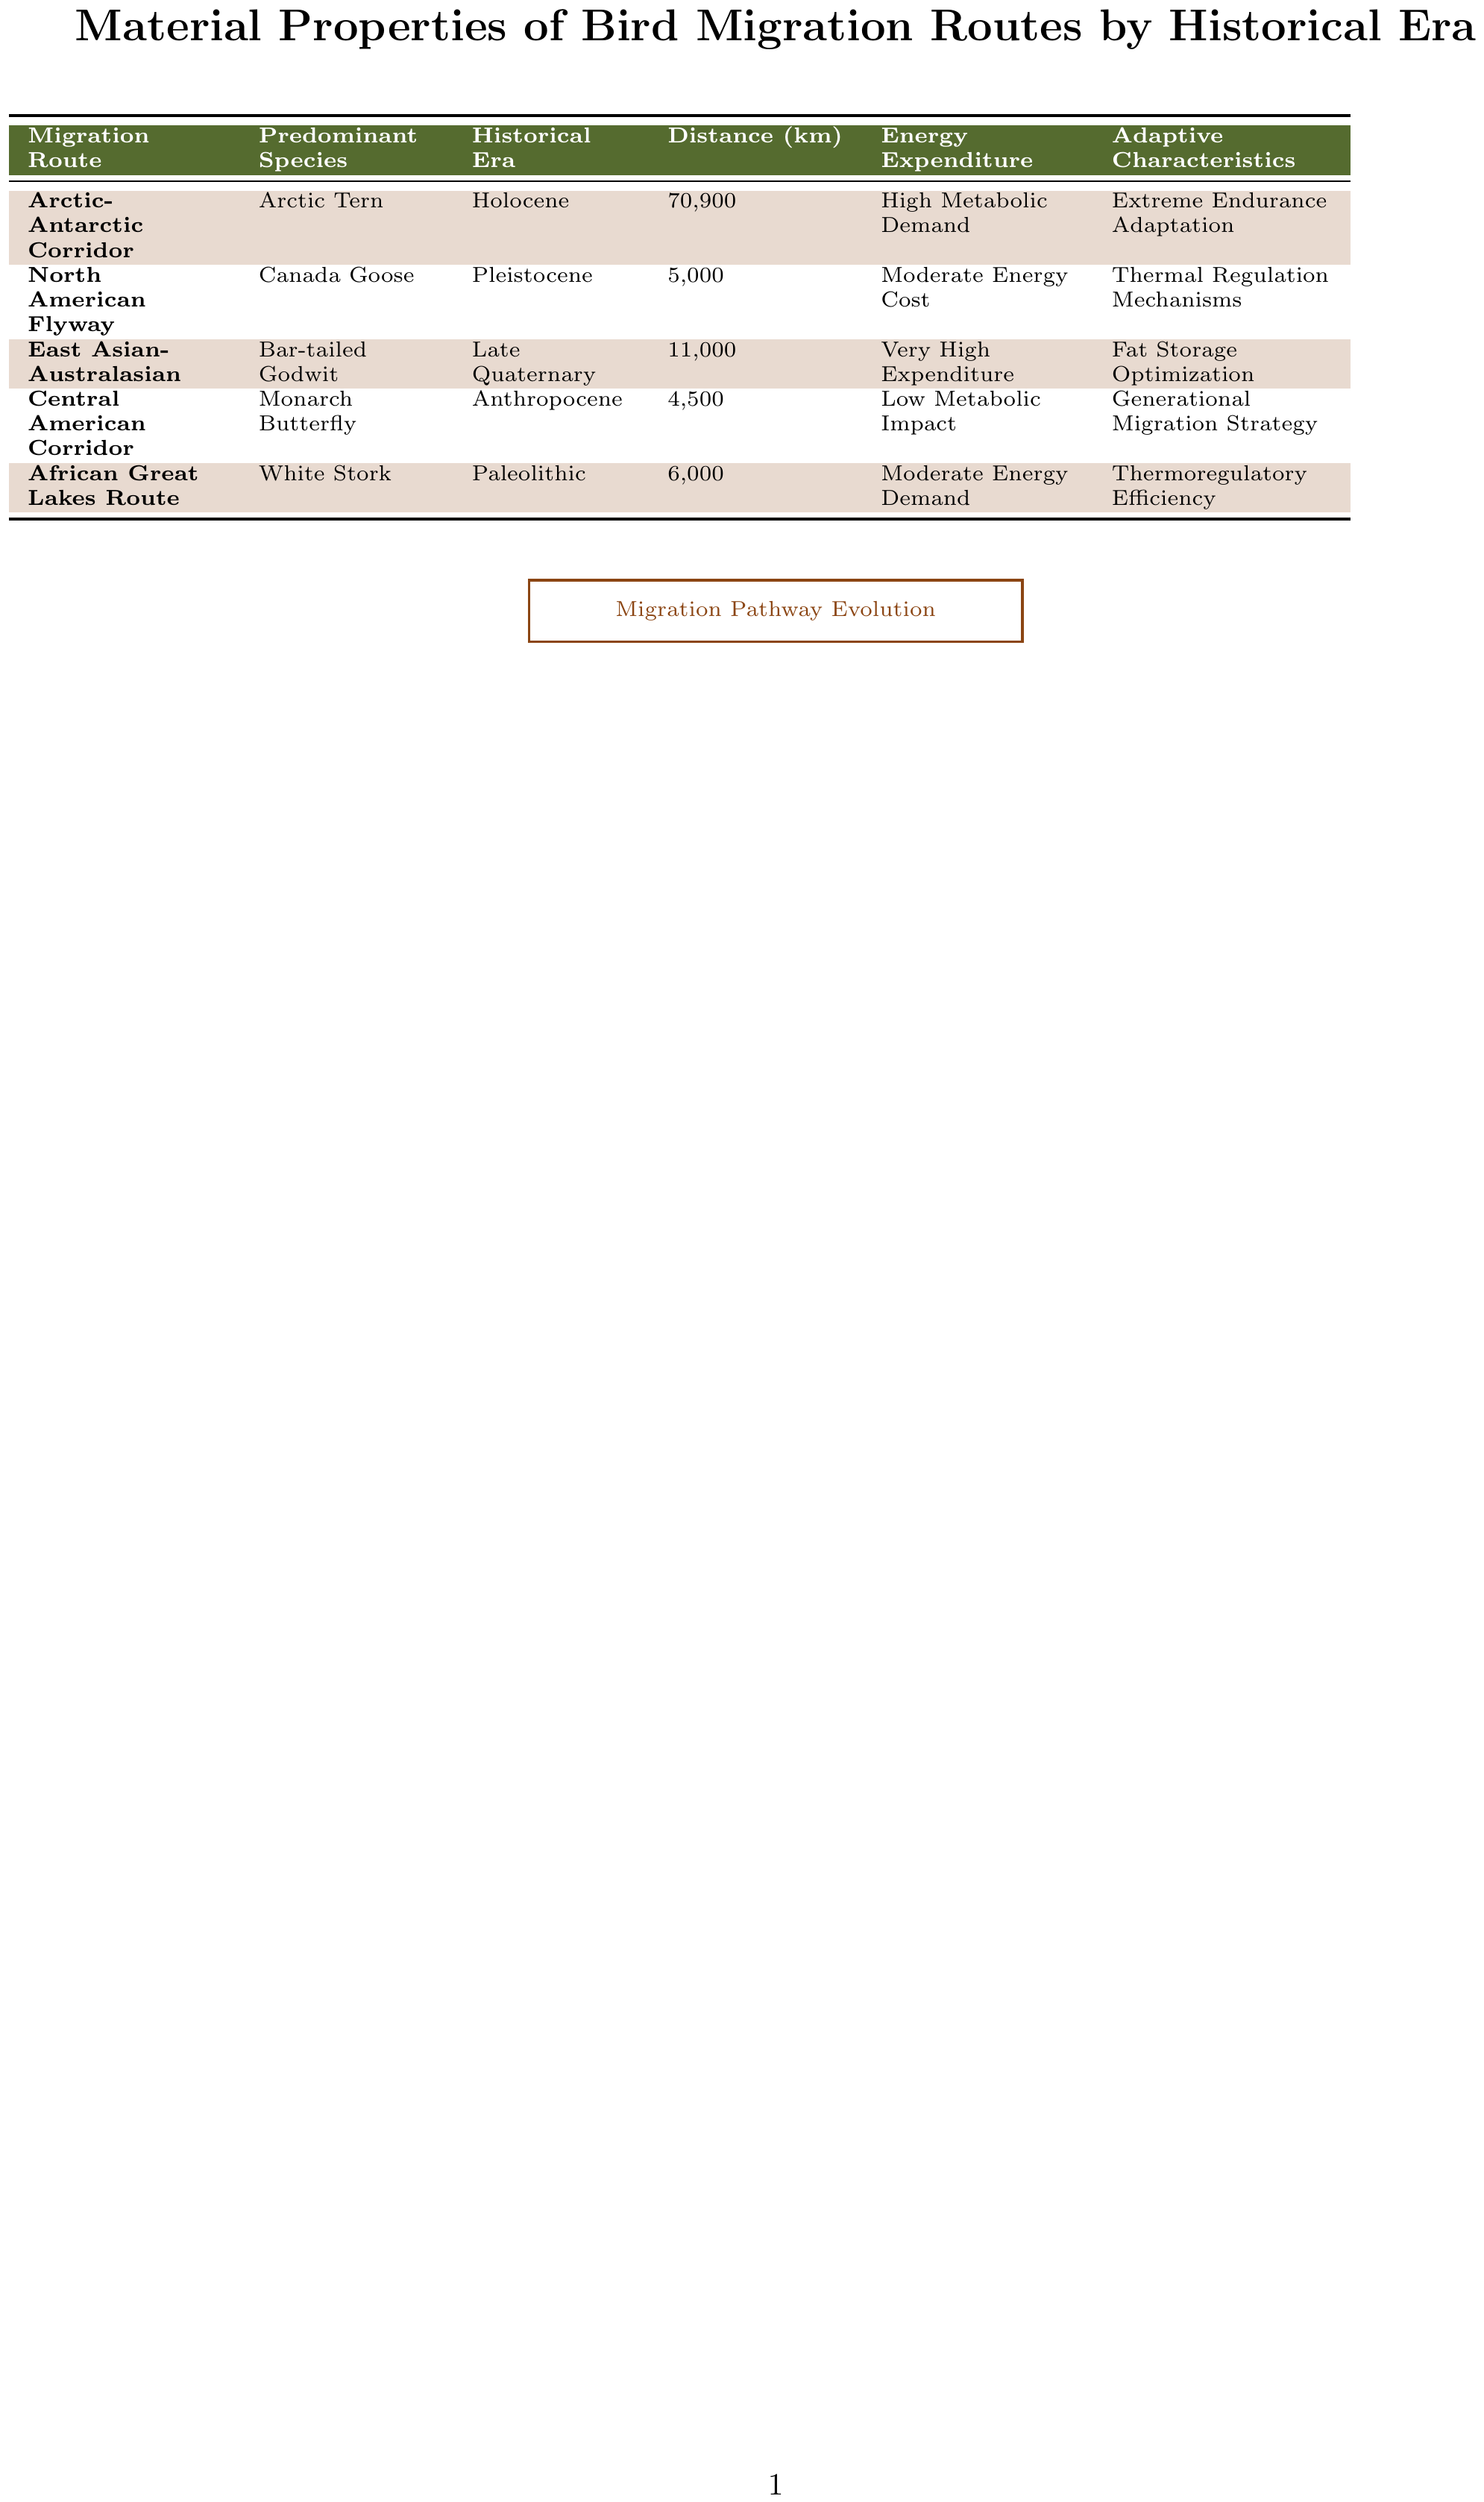 Material Properties of Bird Migration Routes by Historical Era
Migration Route | Predominant Species | Historical Era | Distance (km) | Energy Expenditure | Adaptive Characteristics
Arctic-Antarctic Corridor | Arctic Tern | Holocene | 70,900 | High Metabolic Demand | Extreme Endurance Adaptation
North American Flyway | Canada Goose | Pleistocene | 5,000 | Moderate Energy Cost | Thermal Regulation Mechanisms
East Asian-Australasian | Bar-tailed Godwit | Late Quaternary | 11,000 | Very High Expenditure | Fat Storage Optimization
Central American Corridor | Monarch Butterfly | Anthropocene | 4,500 | Low Metabolic Impact | Generational Migration Strategy
African Great Lakes Route | White Stork | Paleolithic | 6,000 | Moderate Energy Demand | Thermoregulatory Efficiency
Migration Pathway Evolution
1